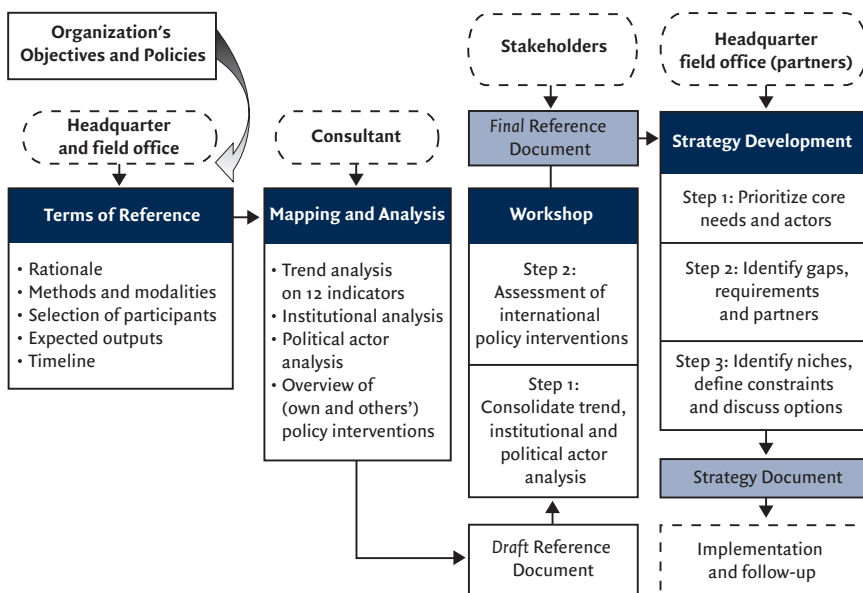 Organization's
Objectives and Policies
Headquarter
and field office
Terms of Reference
• Rationale
• Methods and modalities
• Selection of participants
• Expected outputs
• Timeline
Consultant
Mapping and Analysis
• Trend analysis
on 12 indicators
• Institutional analysis
• Political actor
analysis
• Overview of
(own and others')
policy interventions
Stakeholders
Final Reference
Document
Workshop
Step 2:
Assessment of
international
policy interventions
Step 1:
Consolidate trend,
institutional and
political actor
analysis
Draft Reference
Document
Headquarter
field office (partners)
Strategy Development
Step 1: Prioritize core
needs and actors
Step 2: Identify gaps,
requirements
and partners
Step 3: Identify niches,
define constraints
and discuss options
Strategy Document
Implementation
and follow-up